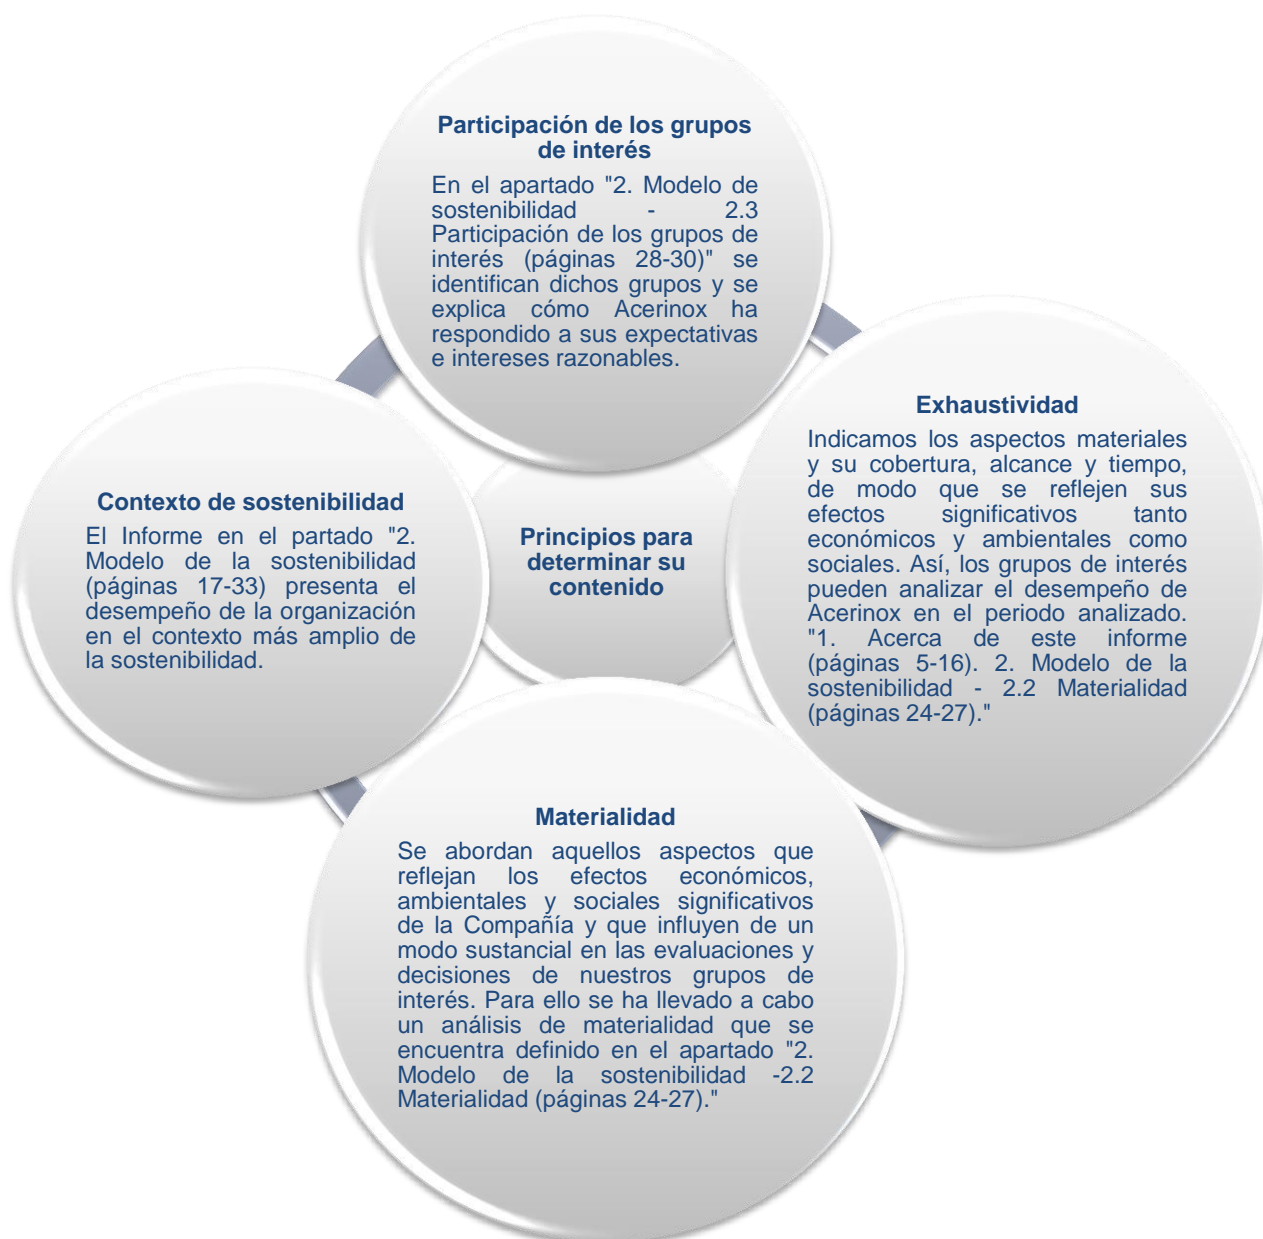 Participación de los grupos
de interés
En el apartado "2. Modelo de
sostenibilidad - 2.3
Participación de los grupos de
interés (páginas 28-30)" se
identifican dichos grupos y se
explica cómo Acerinox ha
respondido a sus expectativas
e intereses razonables.
Exhaustividad
Indicamos los aspectos materiales
y su cobertura, alcance y tiempo,
de modo que se reflejen sus
efectos significativos tanto
económicos y ambientales como
sociales. Así, los grupos de interés
pueden analizar el desempeño de
Acerinox en el periodo analizado.
"1. Acerca de este informe
(páginas 5-16). 2. Modelo de la
sostenibilidad - 2.2 Materialidad
(páginas 24-27)."
Contexto de sostenibilidad
El Informe en el partado "2.
Modelo de la sostenibilidad
(páginas 17-33) presenta el
desempeño de la organización
en el contexto más amplio de
la sostenibilidad.
Principios para
determinar su
contenido
Materialidad
Se abordan aquellos aspectos que
reflejan los efectos económicos,
ambientales y sociales significativos
de la Compañía y que influyen de un
modo sustancial en las evaluaciones y
decisiones de nuestros grupos de
interés. Para ello se ha llevado a cabo
un análisis de materialidad que se
encuentra definido en el apartado "2.
Modelo de la sostenibilidad -2.2
Materialidad (páginas 24-27)."